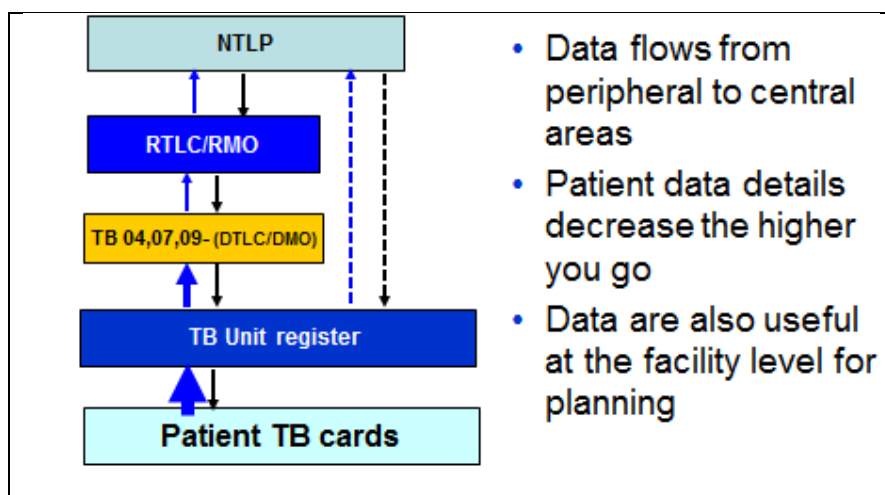 NTLP
RTLC/RMO
TB 04,07,09- (DTLC/DMO)
TB Unit register
Patient TB cards
• Data flows from
peripheral to central
areas
• Patient data details
decrease the higher
you go
• Data are also useful
at the facility level for
planning